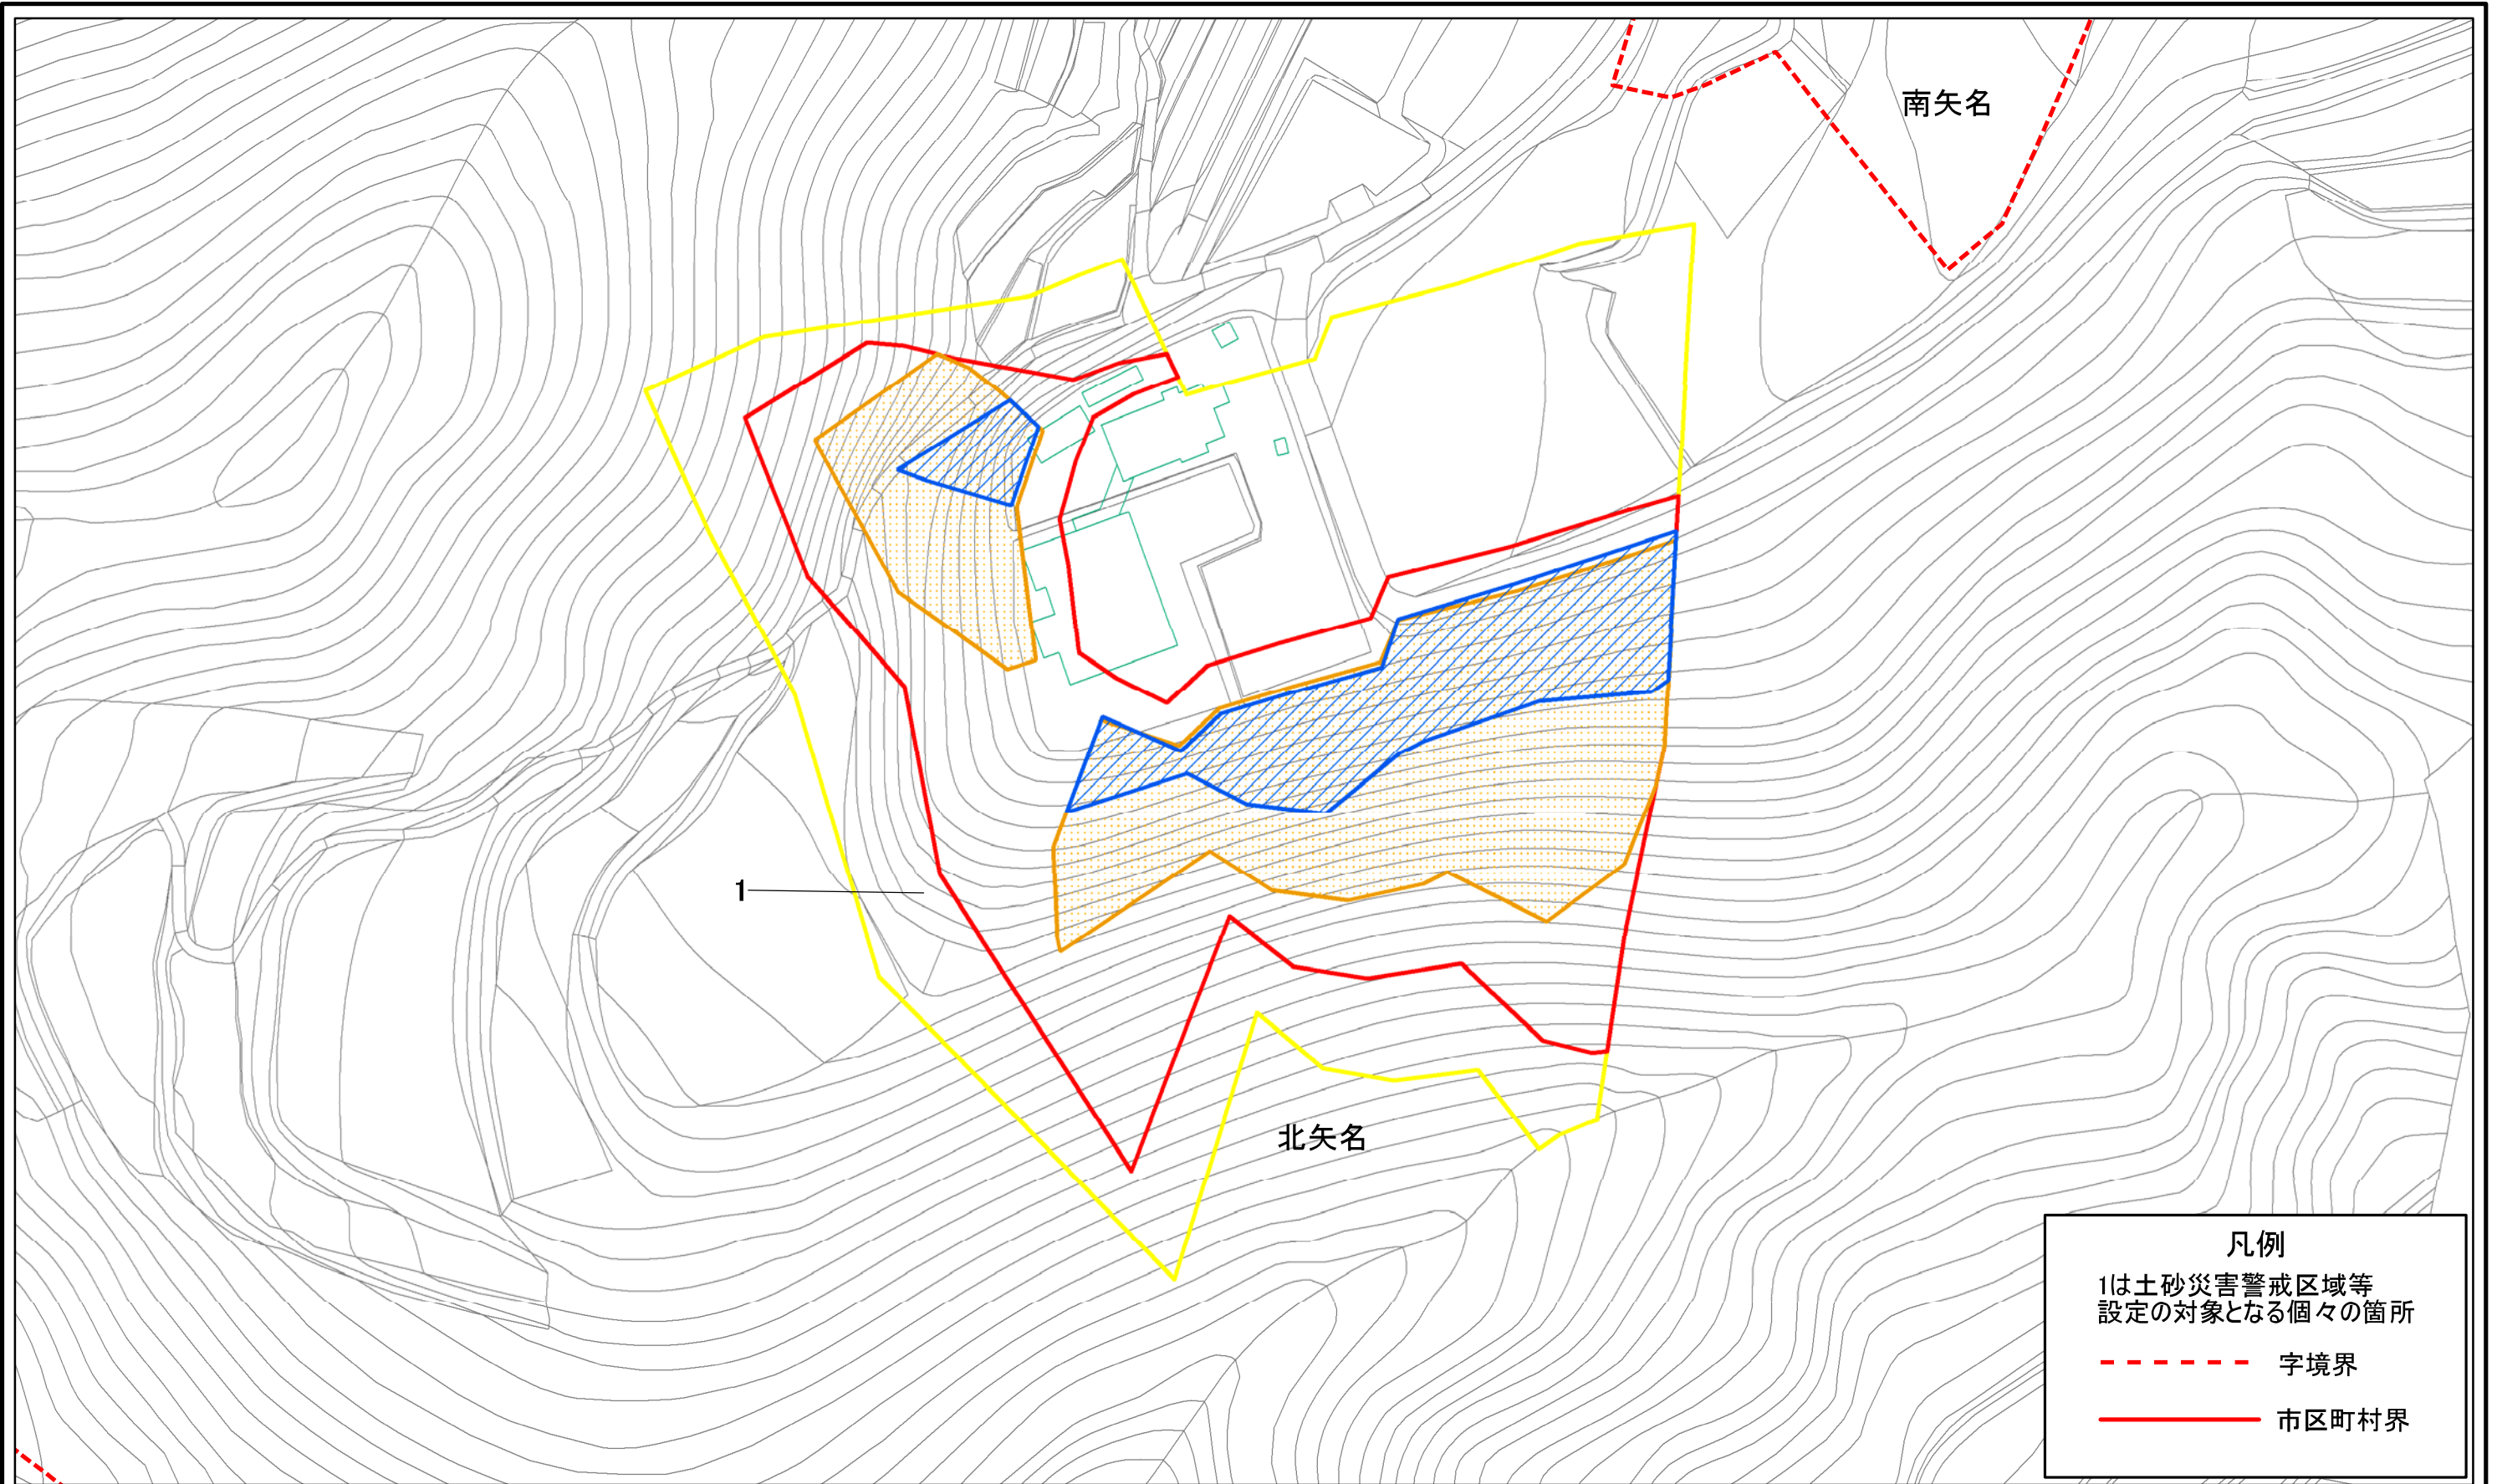 南矢名
1
北矢名
凡例
1は土砂災害警戒区域等
設定の対象となる個々の箇所
字境界
市区町村界